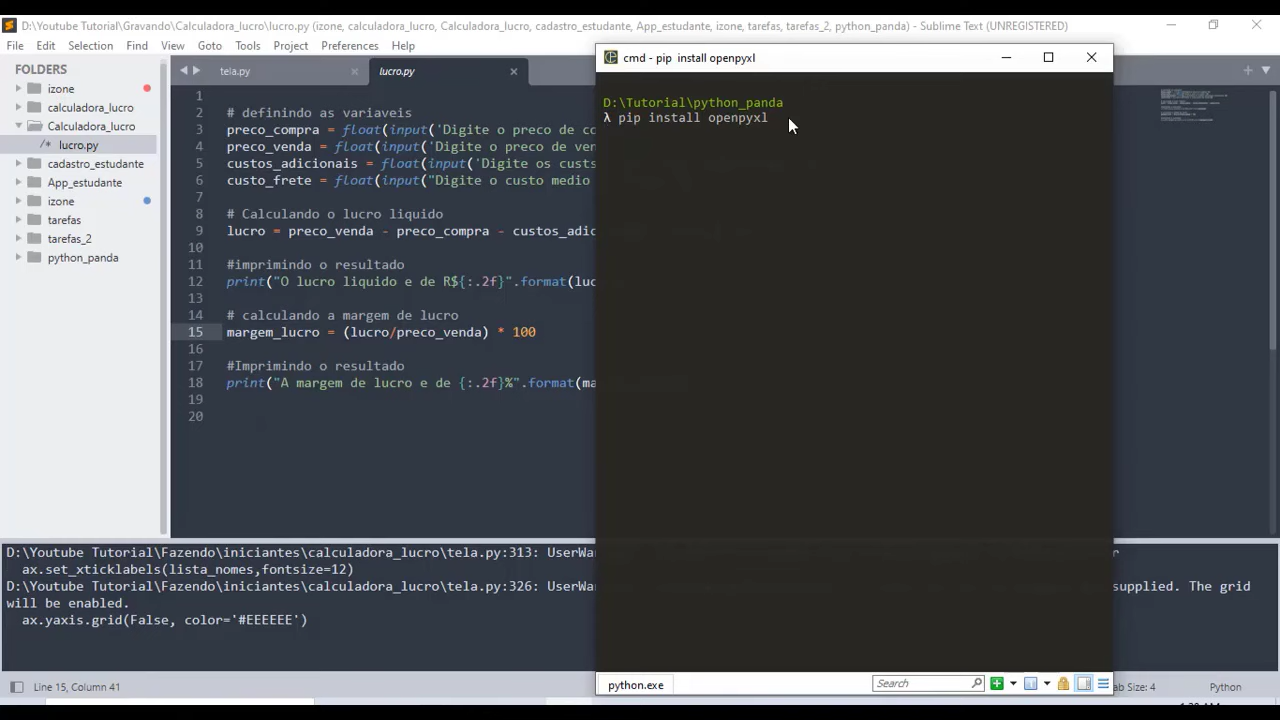 D:\Youtube Tutorial\Gravando\Calculadora_lucro\lucro.py (izone, calculadora_lucro, Calculadora_lucro, cadastro_estudante, App_estudante, izone, tarefas, tarefas_2, python_panda) - Sublime Text (UNREGISTERED)
File Edit Selection Find View Goto Tools Project Preferences Help
FOLDERS
izone
calculadora_lucro
Calculadora_lucro
/* lucro.py
cadastro_estudante
App_estudante
izone
tarefas
tarefas_2
python_panda
tela.py
lucro.py
1
2 # definindo as variaveis
3 preco_compra = float(input('Digite o preco de co
4 preco_venda = float(input('Digite o preco de ven
5 custos_adicionais = float(input('Digite os custs
6 custo_frete = float(input("Digite o custo medio
7
8 # Calculando o lucro liquido
9 lucro = preco_venda - preco_compra - custos_adic
10
11 #imprimindo o resultado
12 print("O lucro liquido e de R${:.2f}".format(luc
13
14 # calculando a margem de lucro
15 margem_lucro = (lucro/preco_venda) * 100
16
17 #Imprimindo o resultado
18 print("A margem de lucro e de {:.2f}%".format(ma
19
20
cmd - pip install openpyxl
D:\Tutorial\python_panda
λ pip install openpyxl
python.exe
Search
D:\Youtube Tutorial\Fazendo\iniciantes\calculadora_lucro\tela.py:313: UserWar
ax.set_xticklabels(lista_nomes,fontsize=12)
D:\Youtube Tutorial\Fazendo\iniciantes\calculadora_lucro\tela.py:326: UserWar supplied. The grid
will be enabled.
ax.yaxis.grid(False, color='#EEEEEE')
Line 15, Column 41
ab Size: 4
Python